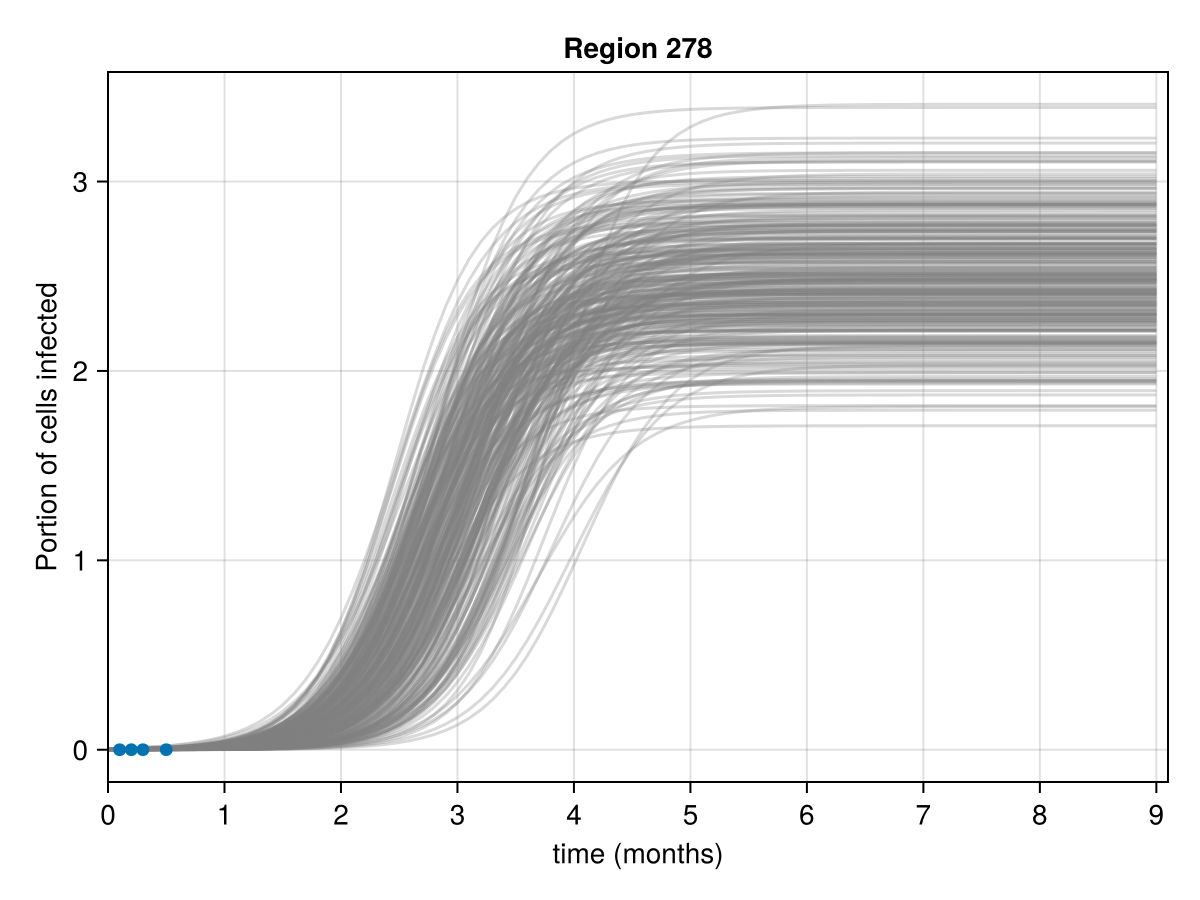 Region 278
Portion of cells infected
3
2
1
0
0 1 2 3 4 5 6 7 8 9
time (months)